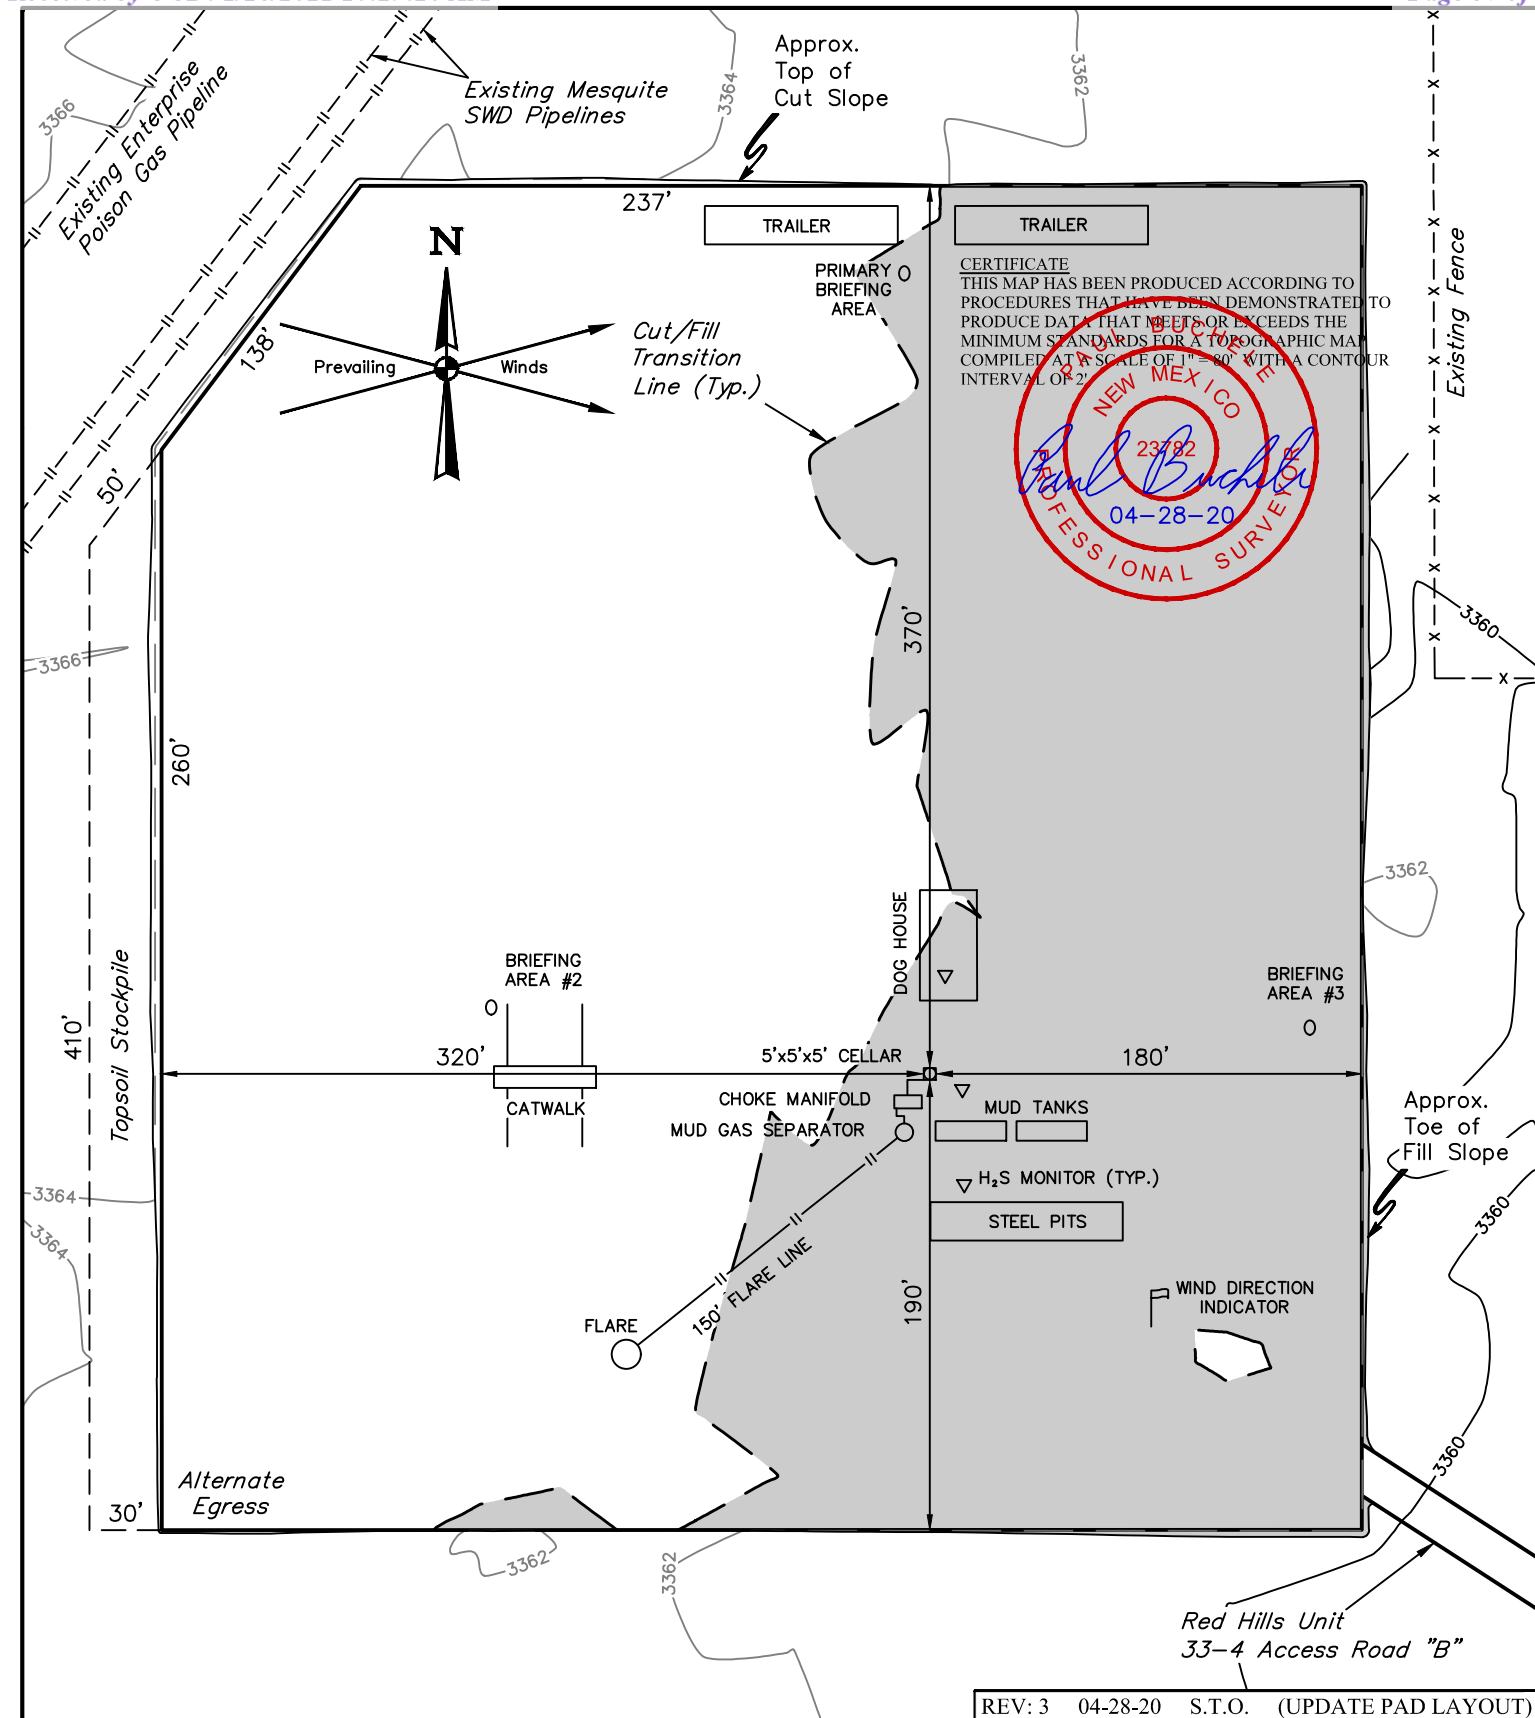 3366
Existing Enterprise
Poison Gas Pipeline
Existing Mesquite
SWD Pipelines
3364
Approx.
Top of
Cut Slope
3362
237'
TRAILER
TRAILER
N
Prevailing
Winds
138'
PRIMARY
BRIEFING
AREA
CERTIFICATE
THIS MAP HAS BEEN PRODUCED ACCORDING TO
PROCEDURES THAT HAVE BEEN DEMONSTRATED TO
PRODUCE DATA THAT MEETS OR EXCEEDS THE
MINIMUM STANDARDS FOR A TOPOGRAPHIC MAP
COMPILED AT A SCALE OF 1" = 80' WITH A CONTOUR
INTERVAL OF 2'.
Existing Fence
Cut/Fill
Transition
Line (Typ.)
PAUL BUCHELE
NEW MEXICO
23782
PROFESSIONAL SURVEYOR
Paul Buchele
04-28-20
50'
370'
3360
3366
260'
3362
DOG HOUSE
BRIEFING
AREA #2
BRIEFING
AREA #3
410'
Topsoil Stockpile
320'
5'x5'x5' CELLAR
180'
CATWALK
CHOKE MANIFOLD
MUD GAS SEPARATOR
MUD TANKS
Approx.
Toe of
Fill Slope
H₂S MONITOR (TYP.)
STEEL PITS
3364
3364
3360
150' FLARE LINE
FLARE
190'
WIND DIRECTION
INDICATOR
3360
Alternate
Egress
30'
3362
3362
Red Hills Unit
33-4 Access Road "B"
REV: 3 04-28-20 S.T.O. (UPDATE PAD LAYOUT)